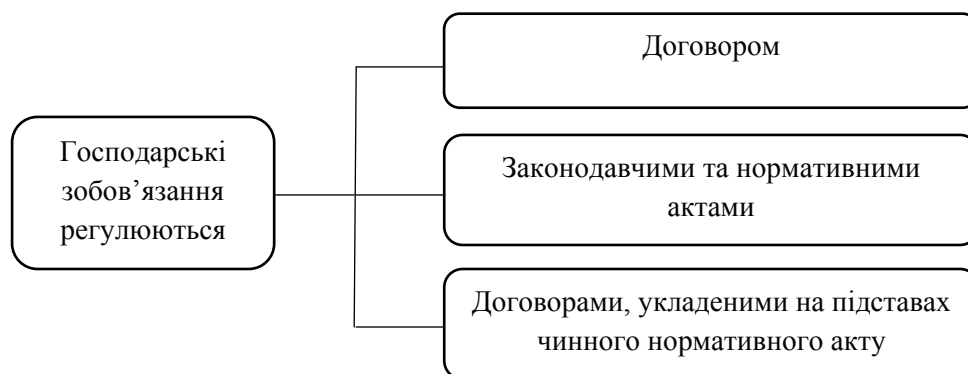 Господарські
зобов’язання
регулюються
Договором
Законодавчими та нормативними
актами
Договорами, укладеними на підставах
чинного нормативного акту